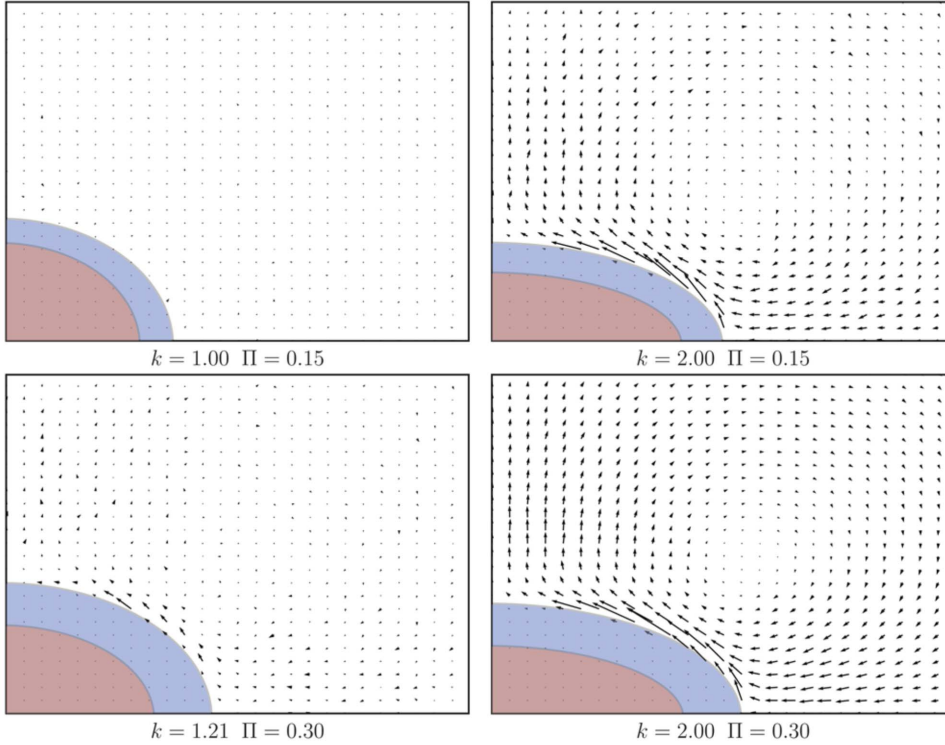 k = 1.00 Π = 0.15
k = 2.00 Π = 0.15
k = 1.21 Π = 0.30
k = 2.00 Π = 0.30